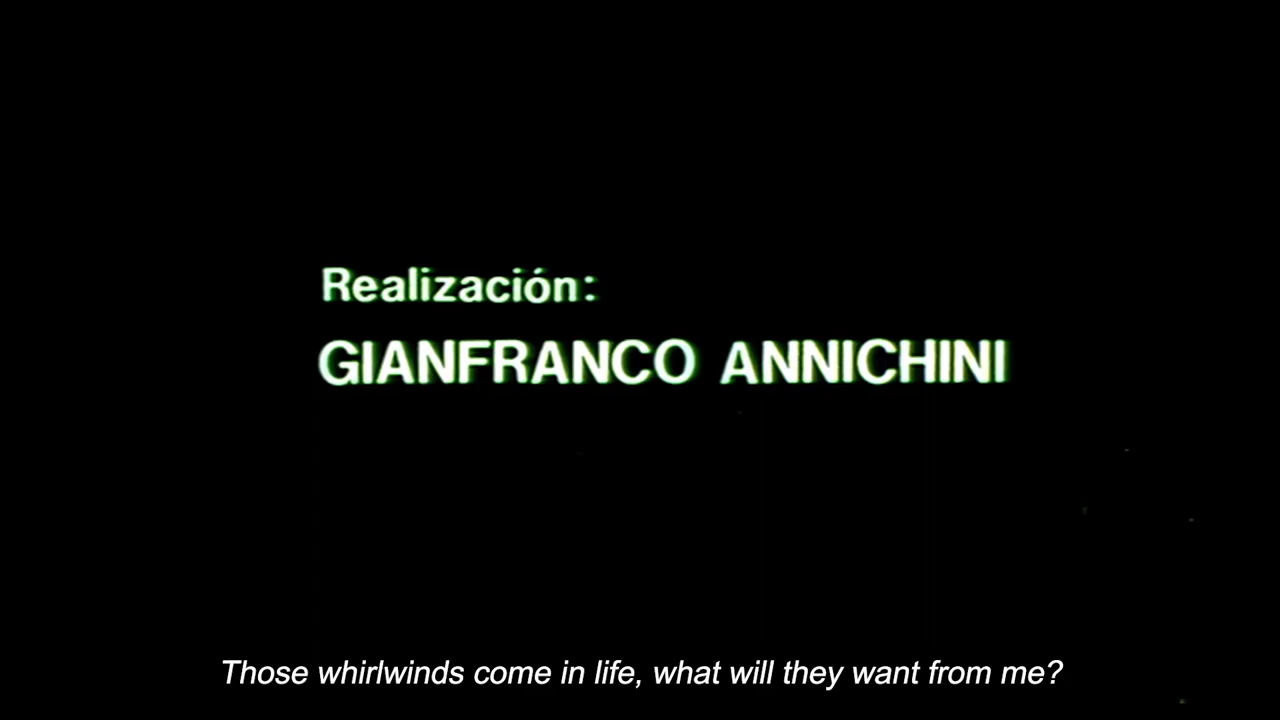 Realización:
GIANFRANCO ANNICHINI
Those whirlwinds come in life, what will they want from me?